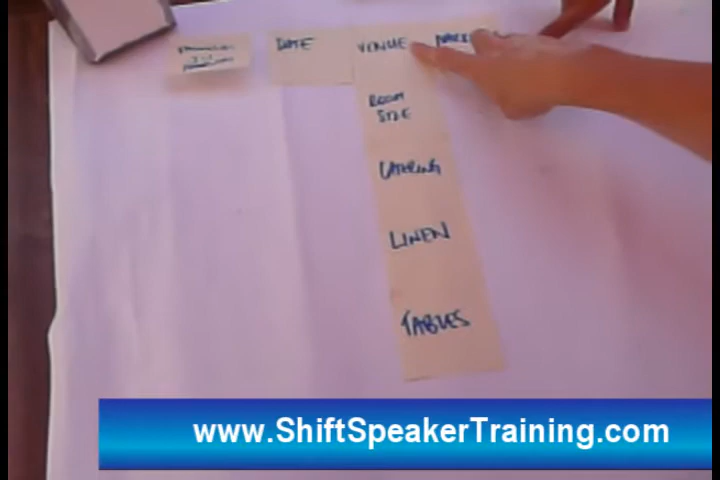 DATE
VENUE
ROOM
SIZE
CATERING
LINEN
TABLES
www.ShiftSpeakerTraining.com